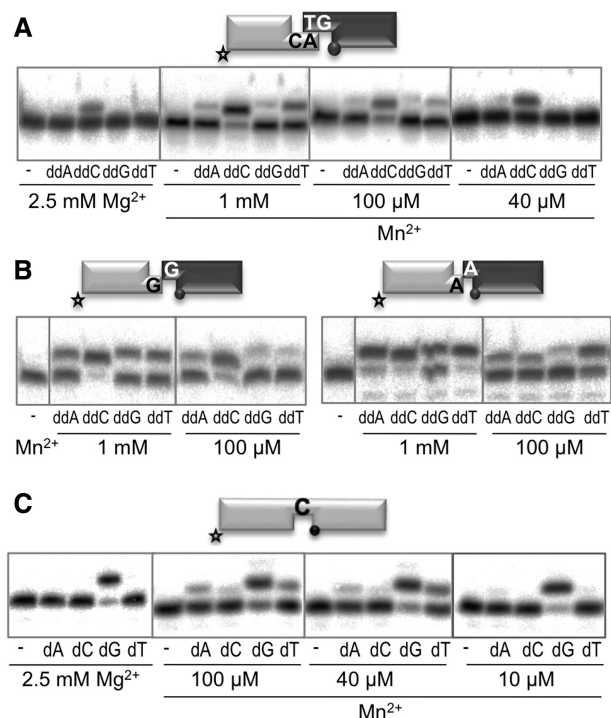 A
TG
CA
- ddA ddC ddG ddT - ddA ddC ddG ddT - ddA ddC ddG ddT - ddA ddC ddG ddT
2.5 mM Mg2+ 1 mM 100 µM 40 µM
Mn2+
B
G A
G A
- ddA ddC ddG ddT ddA ddC ddG ddT - ddA ddC ddG ddT ddA ddC ddG ddT
Mn2+ 1 mM 100 µM 1 mM 100 µM
C
C
- dA dC dG dT - dA dC dG dT - dA dC dG dT - dA dC dG dT
2.5 mM Mg2+ 100 µM 40 µM 10 µM
Mn2+